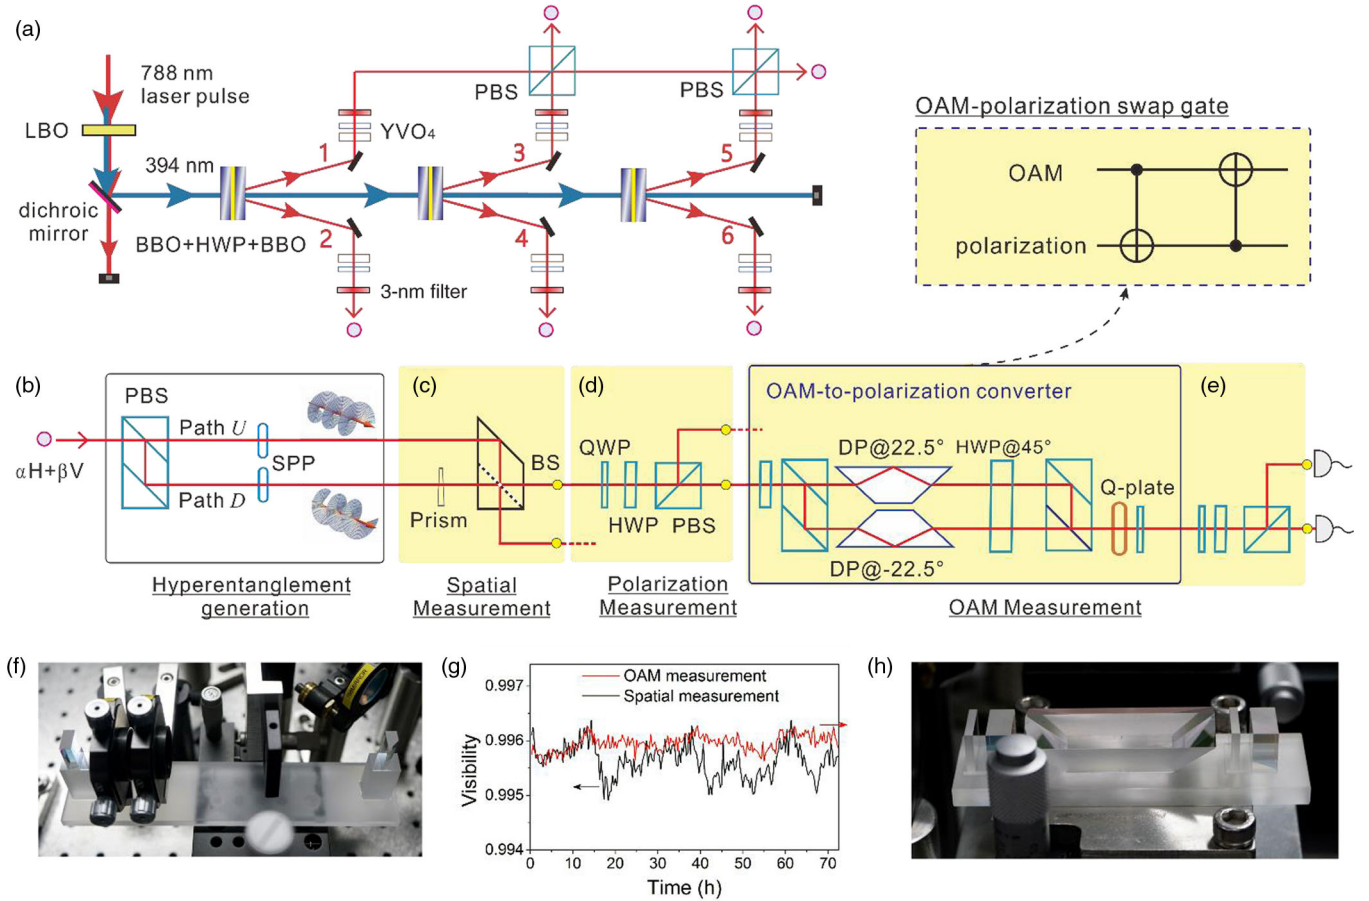 (a)
788 nm
laser pulse
LBO
394 nm
dichroic
mirror
BBO+HWP+BBO
1
2
3
4
5
6
YVO₄
3-nm filter
PBS
PBS
OAM-polarization swap gate
OAM
polarization
(b)
PBS
Path U
SPP
Path D
αH+βV
Hyperentanglement
generation
(c)
BS
Prism
Spatial
Measurement
(d)
QWP
HWP
PBS
Polarization
Measurement
OAM-to-polarization converter
DP@22.5°
HWP@45°
DP@-22.5°
Q-plate
OAM Measurement
(e)
(f)
(g)
OAM measurement
Spatial measurement
Visibility
0.997
0.996
0.995
0.994
0 10 20 30 40 50 60 70
Time (h)
(h)